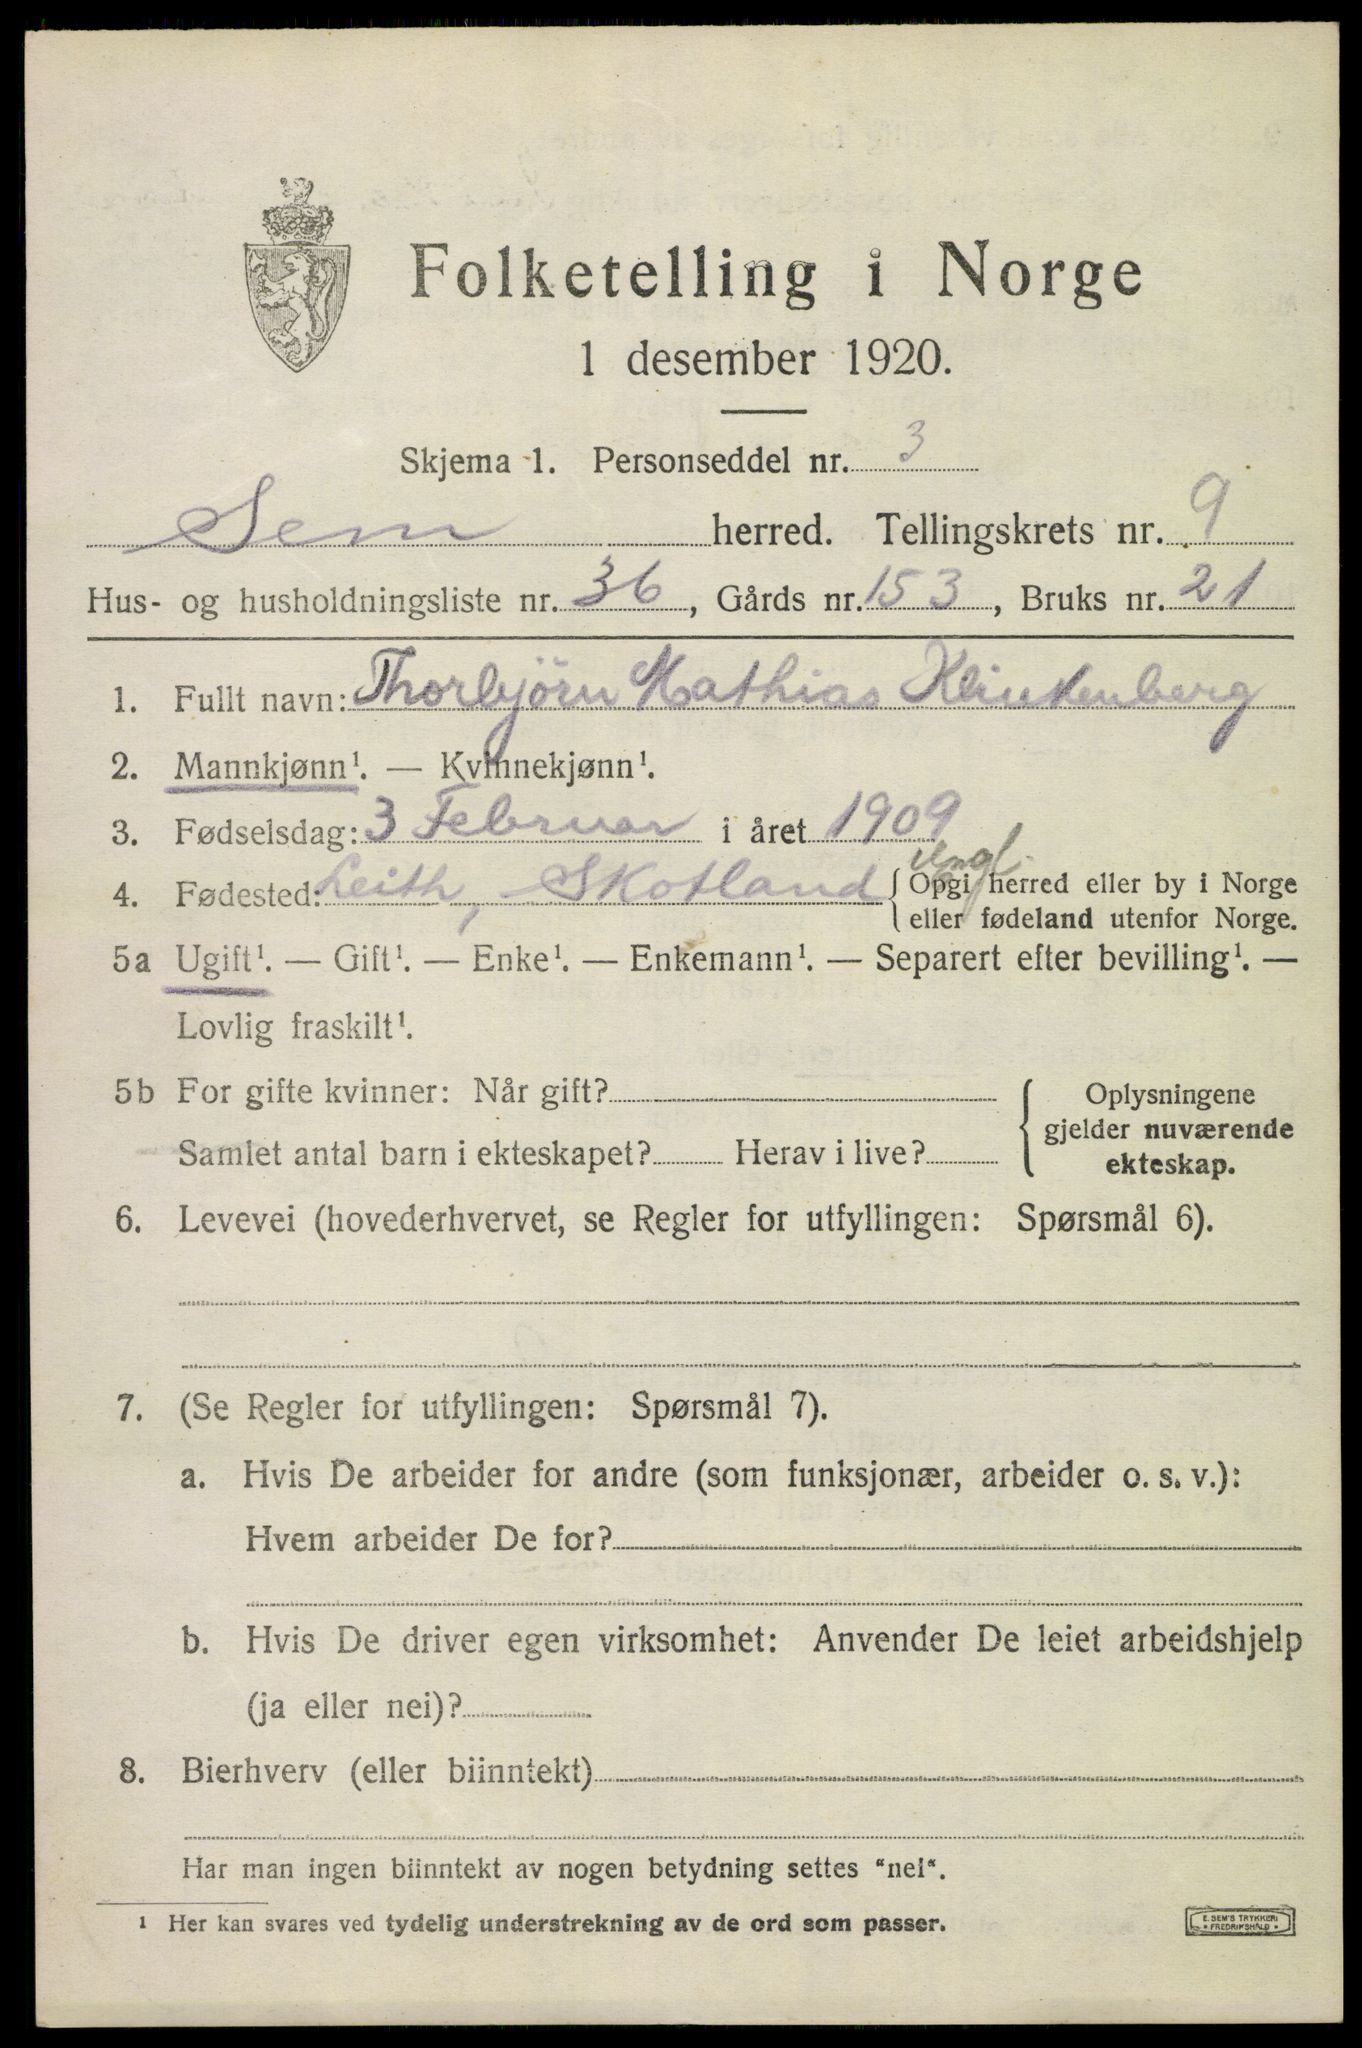 Folketelling i Norge
1 desember 1920.
Skjema 1. Personseddel nr. 3
Sem herred. Tellingskrets nr. 9
Hus- og husholdningsliste nr. 36, Gårds nr. 153, Bruks nr. 21
1. Fullt navn: Thorbjörn Mathias Klinkenberg
2. Mannkjønn¹. — Kvinnekjønn¹.
3. Fødselsdag: 3 Februar i året 1909
Engl.
4. Fødested: Leith, Skotland { Opgi herred eller by i Norge
eller fødeland utenfor Norge.
5a Ugift¹. — Gift¹. — Enke¹. — Enkemann¹. — Separert efter bevilling¹. —
Lovlig fraskilt¹.
5b For gifte kvinner: Når gift?
Samlet antal barn i ekteskapet? Herav i live?
{ Oplysningene
gjelder nuværende
ekteskap.
6. Levevei (hovederhvervet, se Regler for utfyllingen: Spørsmål 6).
7. (Se Regler for utfyllingen: Spørsmål 7).
a. Hvis De arbeider for andre (som funksjonær, arbeider o. s. v.):
Hvem arbeider De for?
b. Hvis De driver egen virksomhet: Anvender De leiet arbeidshjelp
(ja eller nei)?
8. Bierhverv (eller biinntekt)
Har man ingen biinntekt av nogen betydning settes "nei".
¹ Her kan svares ved tydelig understrekning av de ord som passer.
E. SEM'S TRYKKERI
• FREDRIKSHALD •